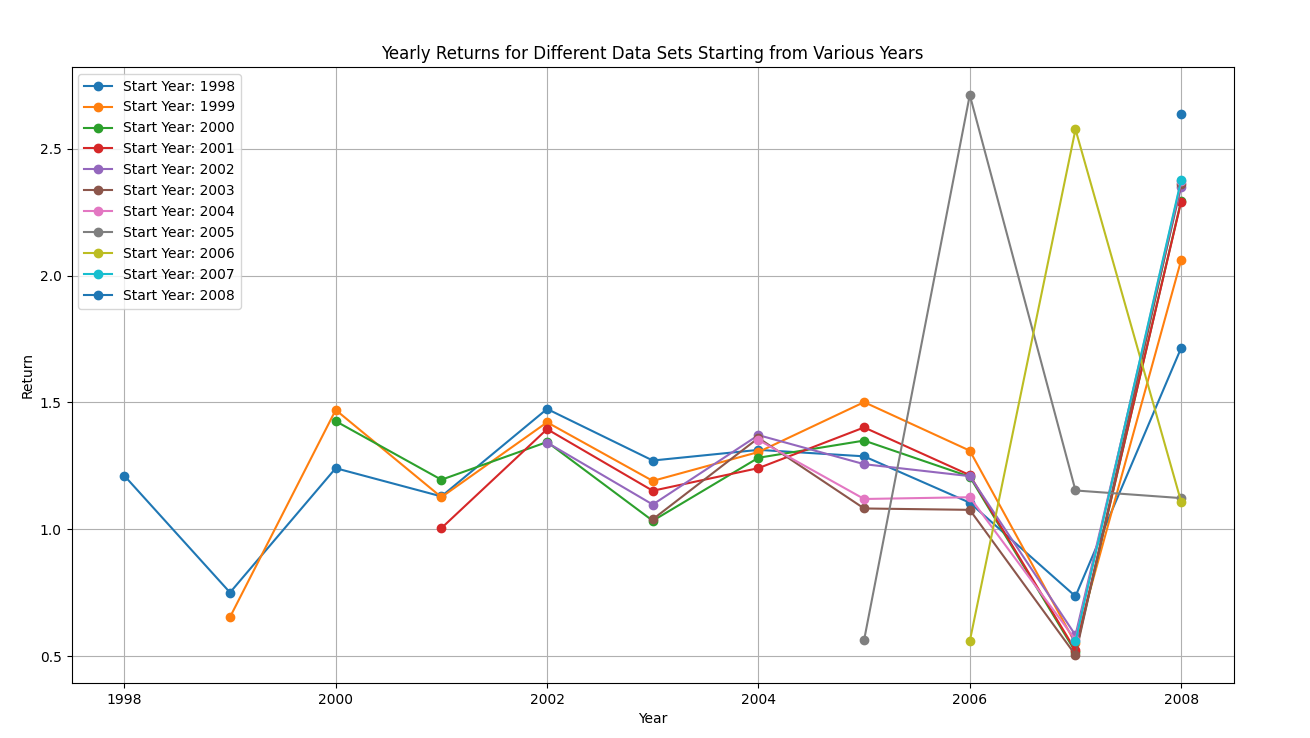 Yearly Returns for Different Data Sets Starting from Various Years
Start Year: 1998
Start Year: 1999
Start Year: 2000
Start Year: 2001
Start Year: 2002
Start Year: 2003
Start Year: 2004
Start Year: 2005
Start Year: 2006
Start Year: 2007
Start Year: 2008
2.5
2.0
1.5
1.0
0.5
Return
1998 2000 2002 2004 2006 2008
Year